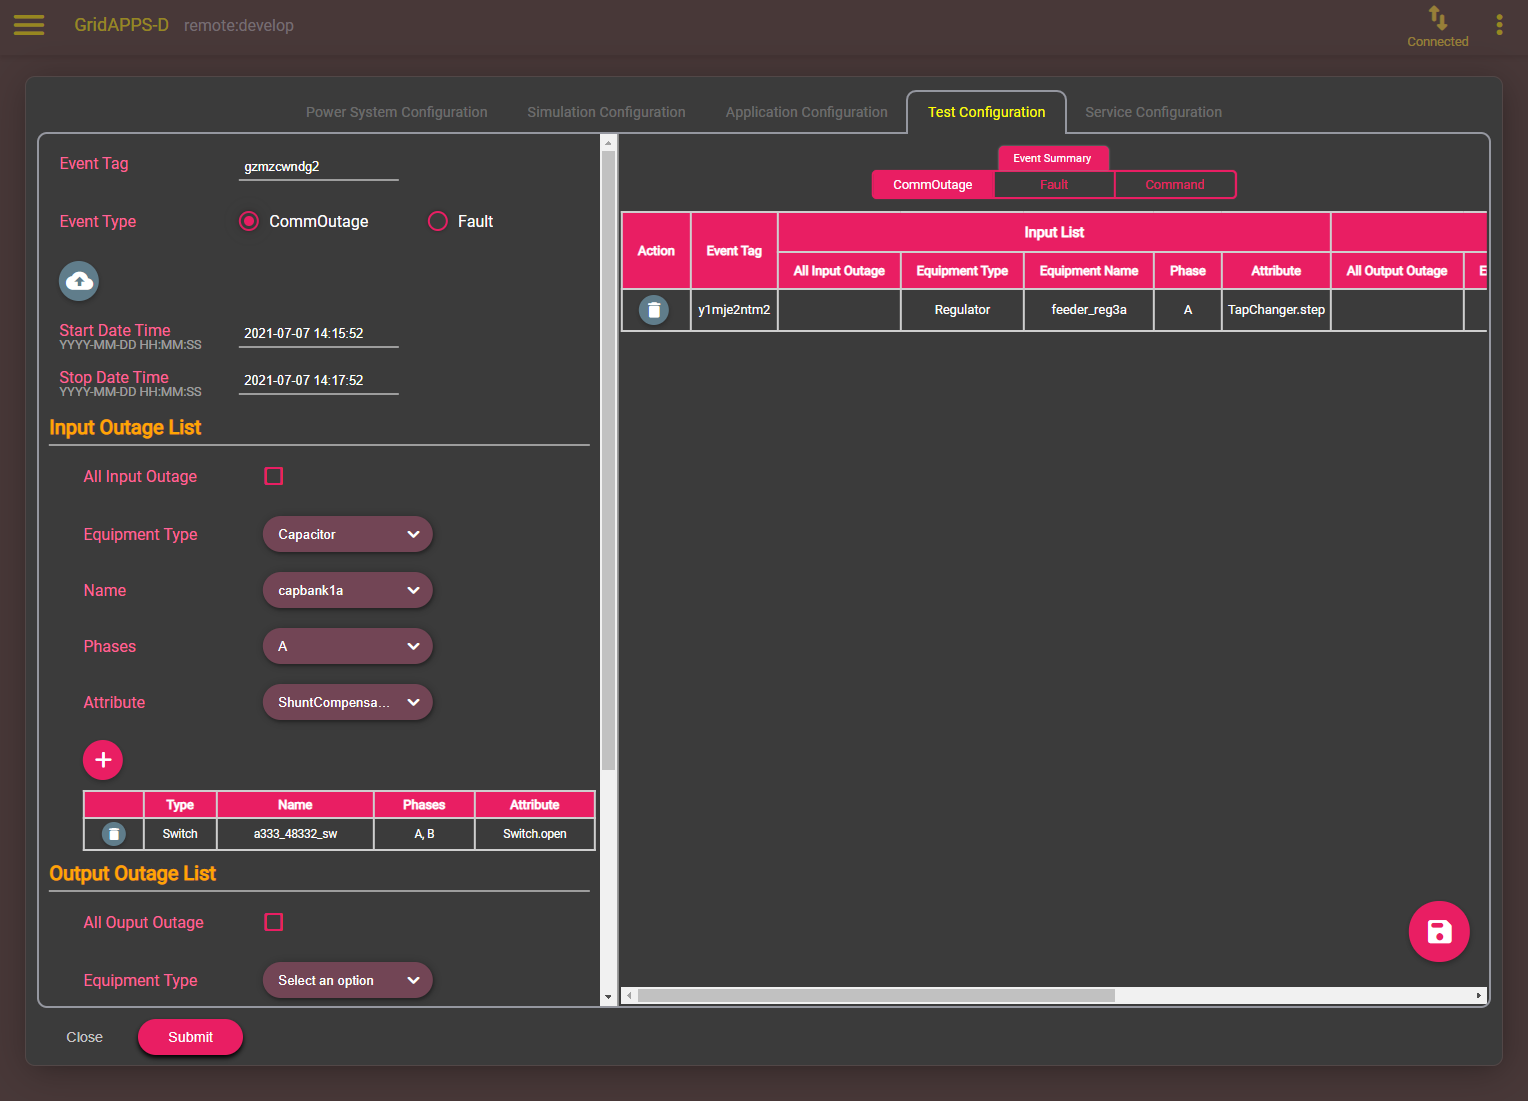 GridAPPS-D remote:develop
Connected
Power System Configuration Simulation Configuration Application Configuration Test Configuration Service Configuration
Event Tag gzmzcwndg2
Event Type CommOutage Fault
Start Date Time
YYYY-MM-DD HH:MM:SS
2021-07-07 14:15:52
Stop Date Time
YYYY-MM-DD HH:MM:SS
2021-07-07 14:17:52
Input Outage List
All Input Outage
Equipment Type Capacitor
Name capbank1a
Phases A
Attribute ShuntCompensa...
+
Type Name Phases Attribute
Switch a333_48332_sw A, B Switch.open
Output Outage List
All Ouput Outage
Equipment Type Select an option
Event Summary
CommOutage Fault Command
Action Event Tag Input List
All Input Outage Equipment Type Equipment Name Phase Attribute All Output Outage E
y1mje2ntm2 Regulator feeder_reg3a A TapChanger.step
Close Submit